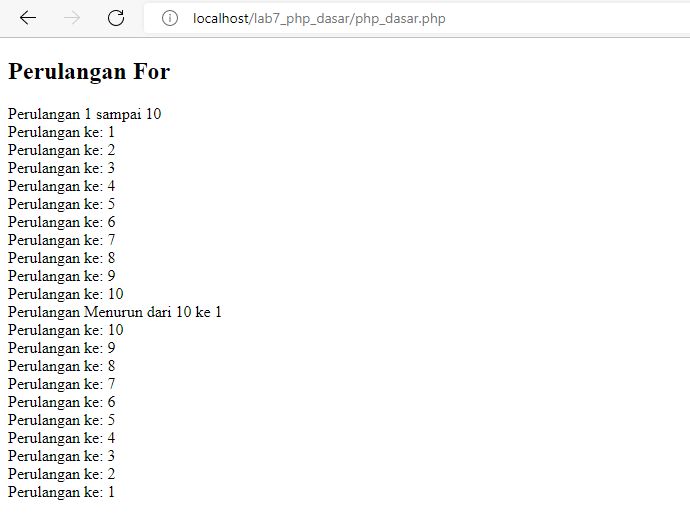 localhost/lab7_php_dasar/php_dasar.php
Perulangan For
Perulangan 1 sampai 10
Perulangan ke: 1
Perulangan ke: 2
Perulangan ke: 3
Perulangan ke: 4
Perulangan ke: 5
Perulangan ke: 6
Perulangan ke: 7
Perulangan ke: 8
Perulangan ke: 9
Perulangan ke: 10
Perulangan Menurun dari 10 ke 1
Perulangan ke: 10
Perulangan ke: 9
Perulangan ke: 8
Perulangan ke: 7
Perulangan ke: 6
Perulangan ke: 5
Perulangan ke: 4
Perulangan ke: 3
Perulangan ke: 2
Perulangan ke: 1